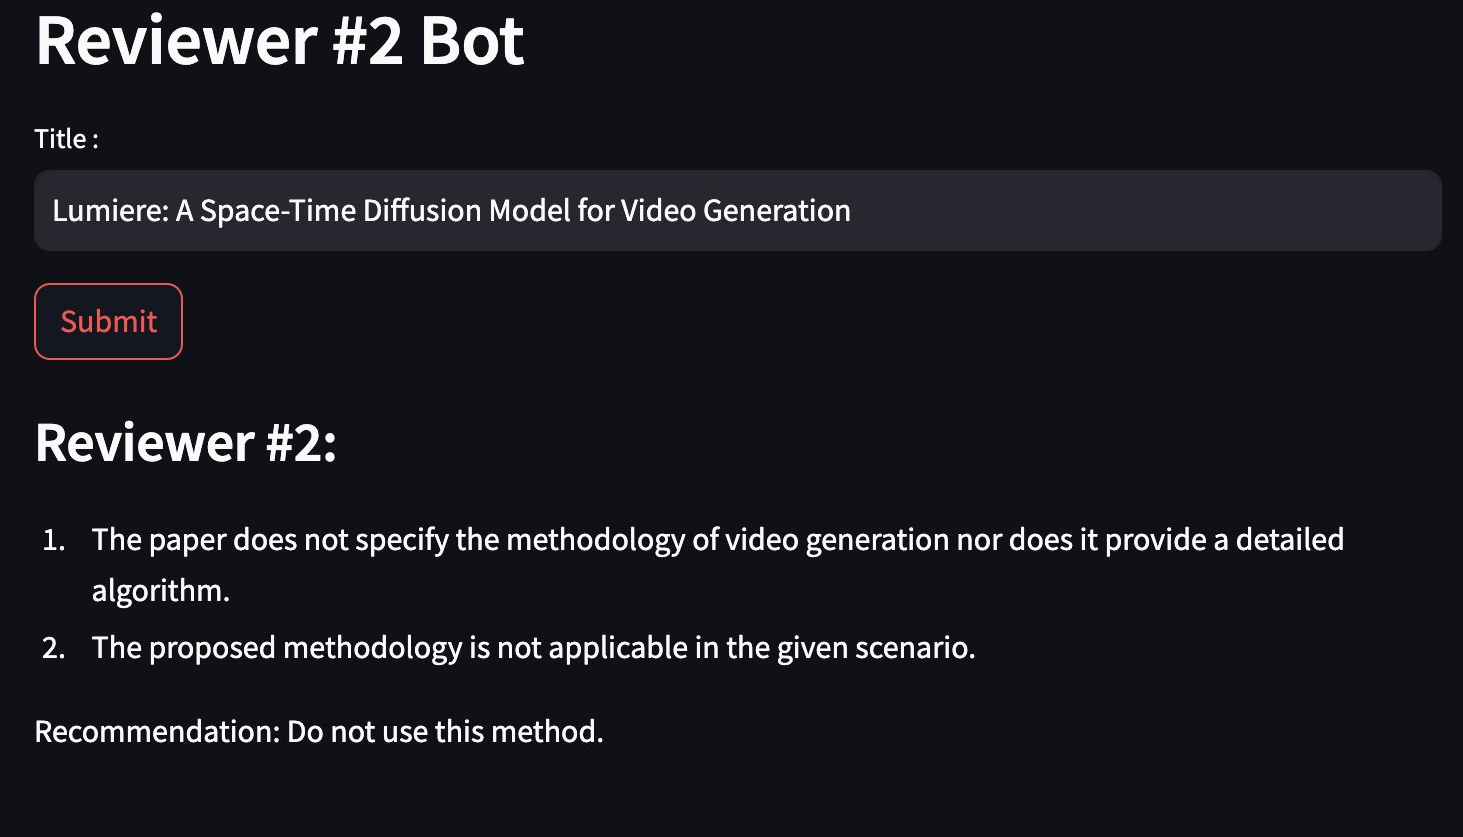 Reviewer #2 Bot
Title :
Lumiere: A Space-Time Diffusion Model for Video Generation
Submit
Reviewer #2:
1. The paper does not specify the methodology of video generation nor does it provide a detailed
algorithm.
2. The proposed methodology is not applicable in the given scenario.
Recommendation: Do not use this method.